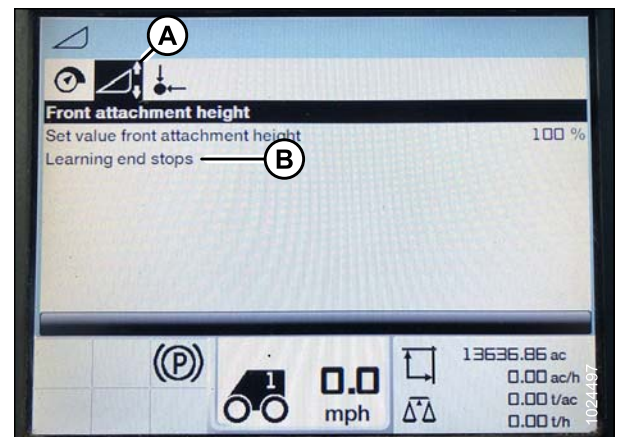 A
Front attachment height
Set value front attachment height 100 %
Learning end stops B
(P) 1 0.0 mph
13636.86 ac
0.00 ac/h
0.00 t/ac
0.00 t/h
1024497